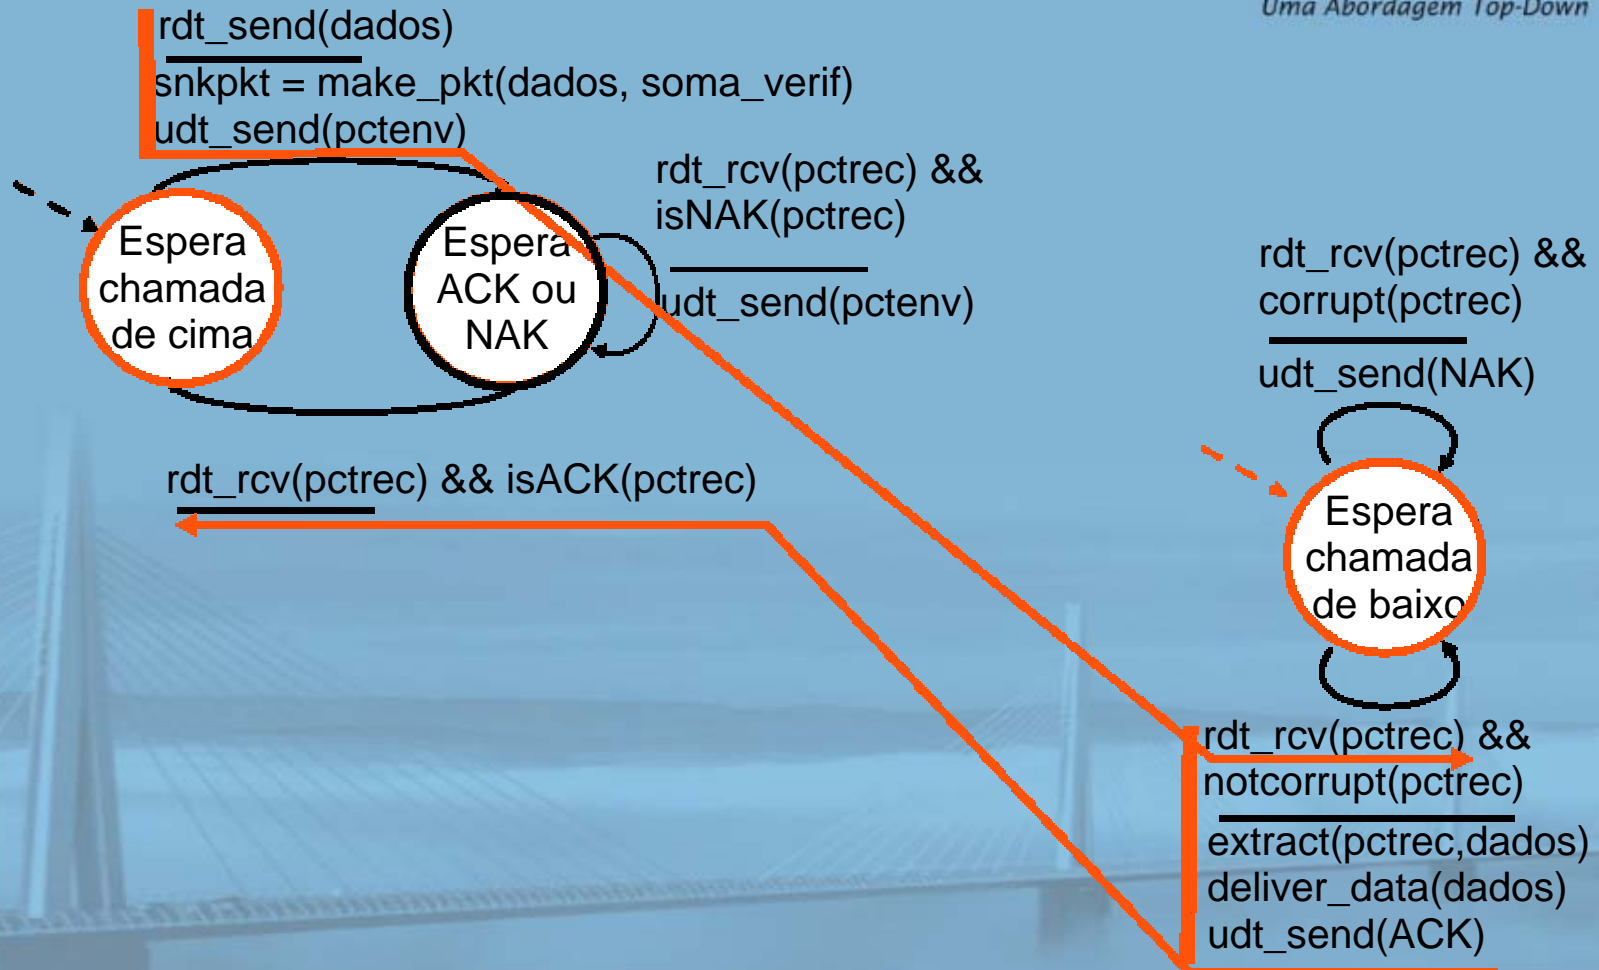 Uma Abordagem Top-Down
rdt_send(dados)
snkpkt = make_pkt(dados, soma_verif)
udt_send(pctenv)
rdt_rcv(pctrec) &&
isNAK(pctrec)
udt_send(pctenv)
Espera
chamada
de cima
Espera
ACK ou
NAK
rdt_rcv(pctrec) && isACK(pctrec)
rdt_rcv(pctrec) &&
corrupt(pctrec)
udt_send(NAK)
Espera
chamada
de baixo
rdt_rcv(pctrec) &&
notcorrupt(pctrec)
extract(pctrec,dados)
deliver_data(dados)
udt_send(ACK)